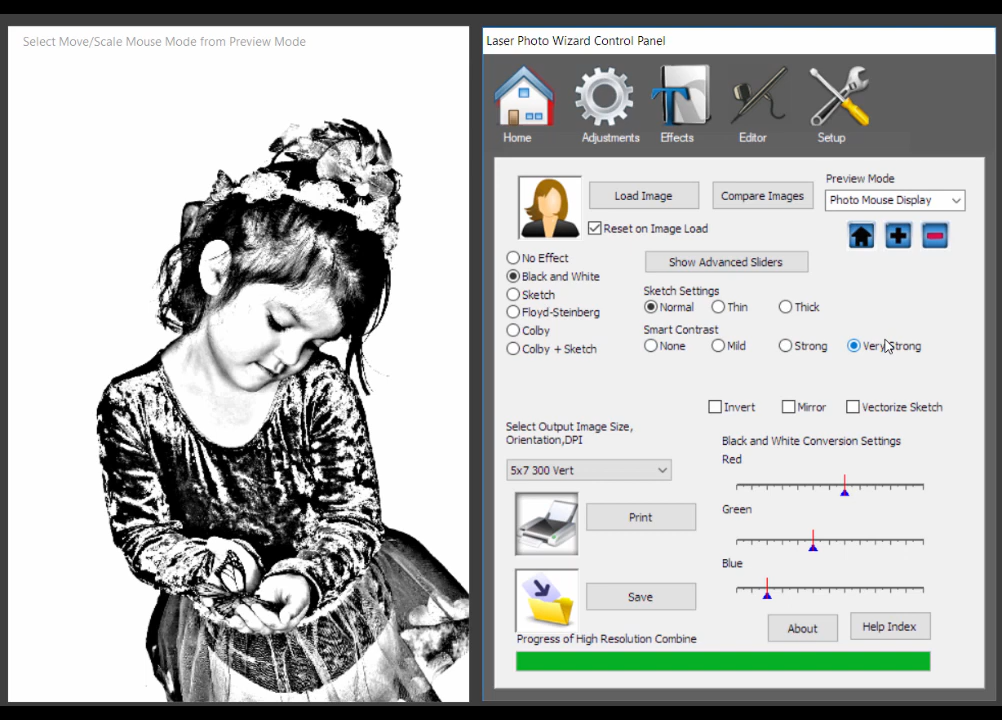 Select Move/Scale Mouse Mode from Preview Mode
Laser Photo Wizard Control Panel
Home
Adjustments
Effects
Editor
Setup
Load Image
Compare Images
Preview Mode
Photo Mouse Display
Reset on Image Load
No Effect
Black and White
Sketch
Floyd-Steinberg
Colby
Colby + Sketch
Show Advanced Sliders
Sketch Settings
Normal
Thin
Thick
Smart Contrast
None
Mild
Strong
Very Strong
Invert
Mirror
Vectorize Sketch
Select Output Image Size,
Orientation,DPI
5x7 300 Vert
Print
Save
Black and White Conversion Settings
Red
Green
Blue
About
Help Index
Progress of High Resolution Combine